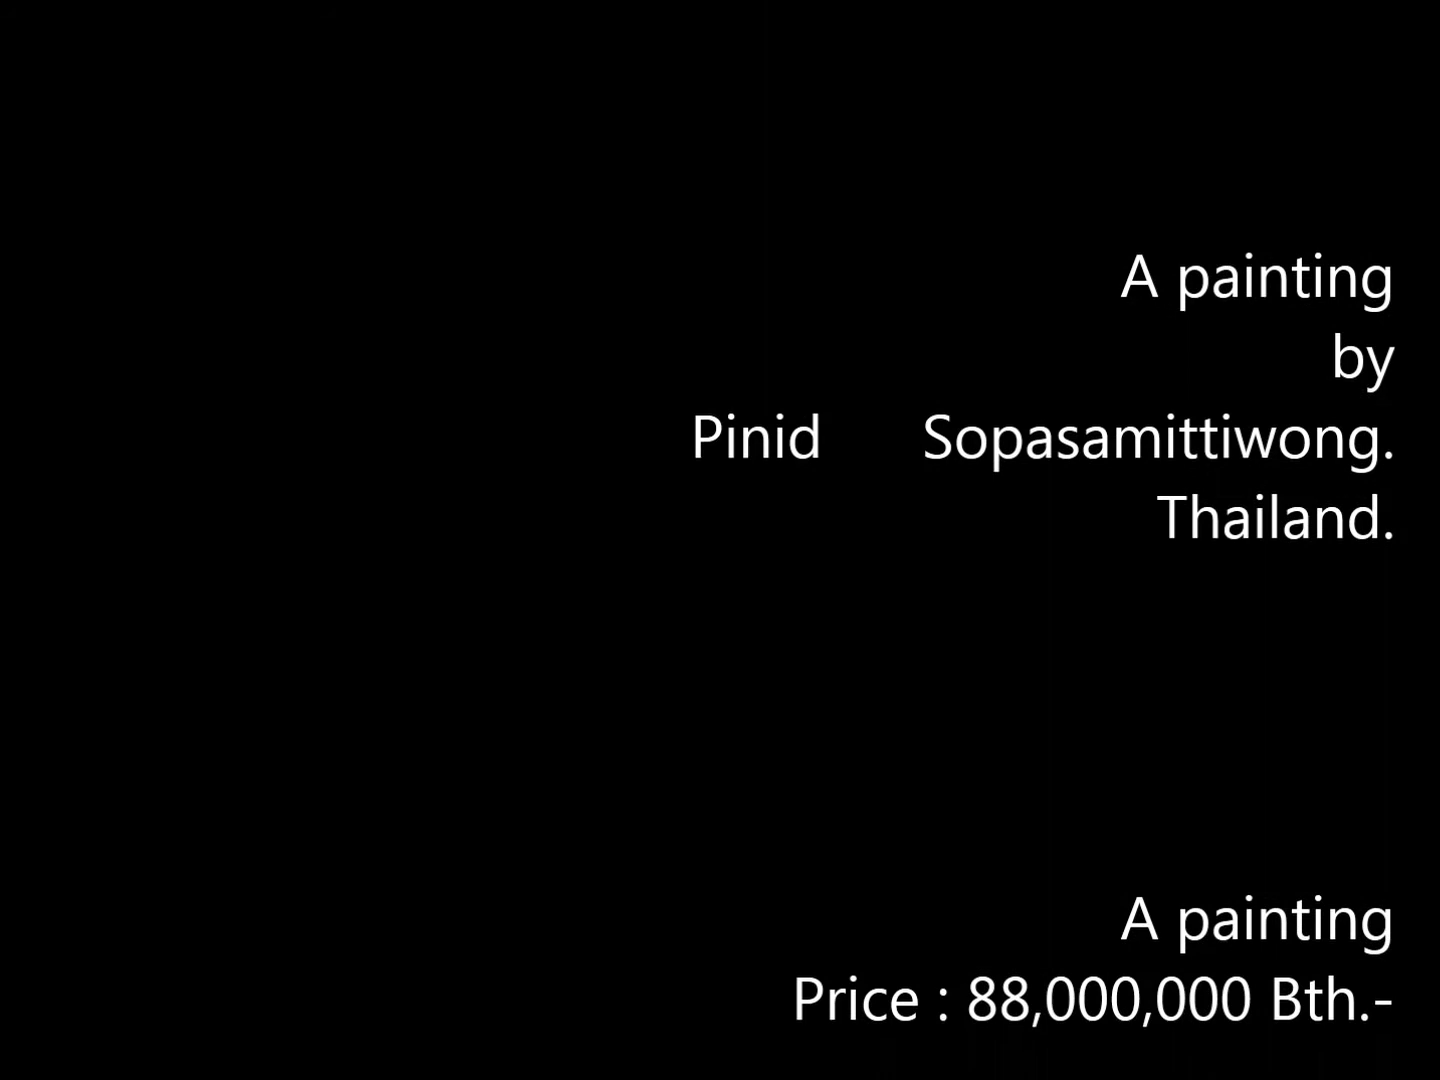 A painting
by
Pinid Sopasamittiwong.
Thailand.
A painting
Price : 88,000,000 Bth.-